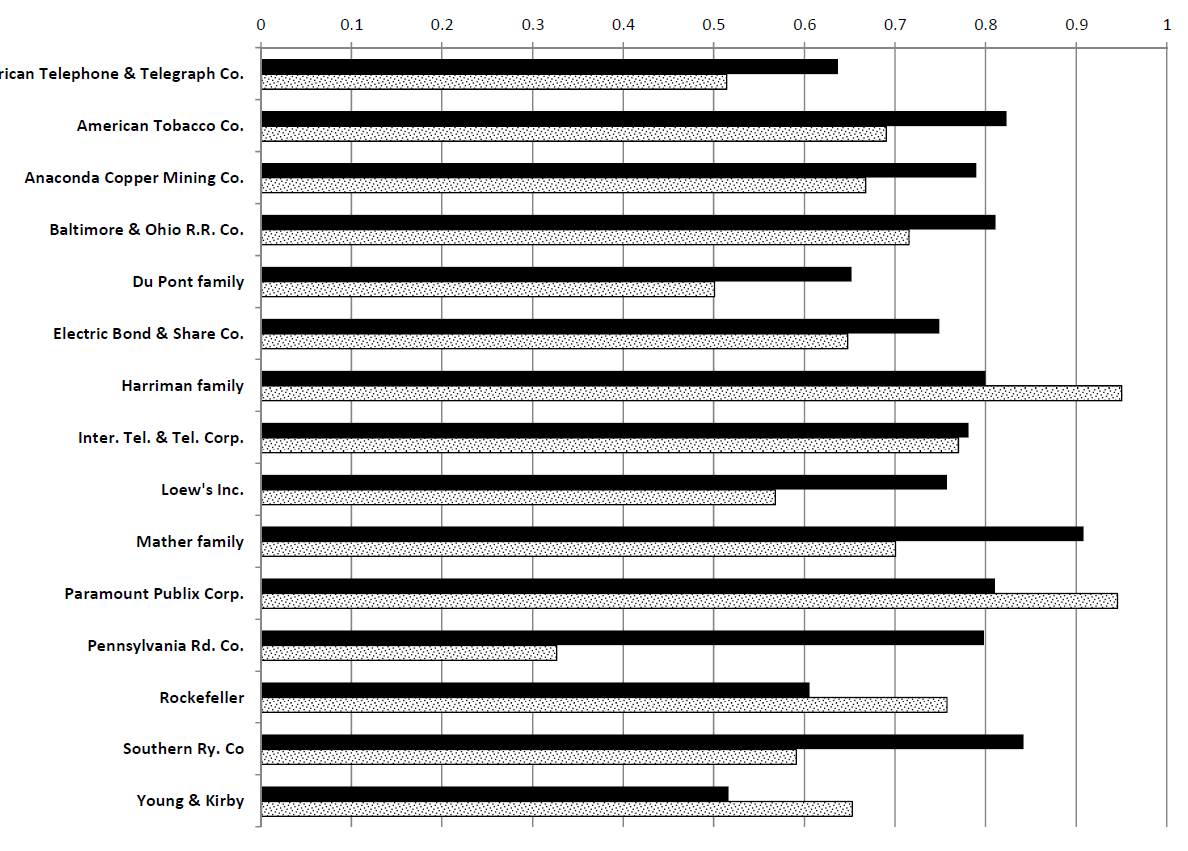 0 0.1 0.2 0.3 0.4 0.5 0.6 0.7 0.8 0.9 1
rican Telephone & Telegraph Co.
American Tobacco Co.
Anaconda Copper Mining Co.
Baltimore & Ohio R.R. Co.
Du Pont family
Electric Bond & Share Co.
Harriman family
Inter. Tel. & Tel. Corp.
Loew's Inc.
Mather family
Paramount Publix Corp.
Pennsylvania Rd. Co.
Rockefeller
Southern Ry. Co
Young & Kirby